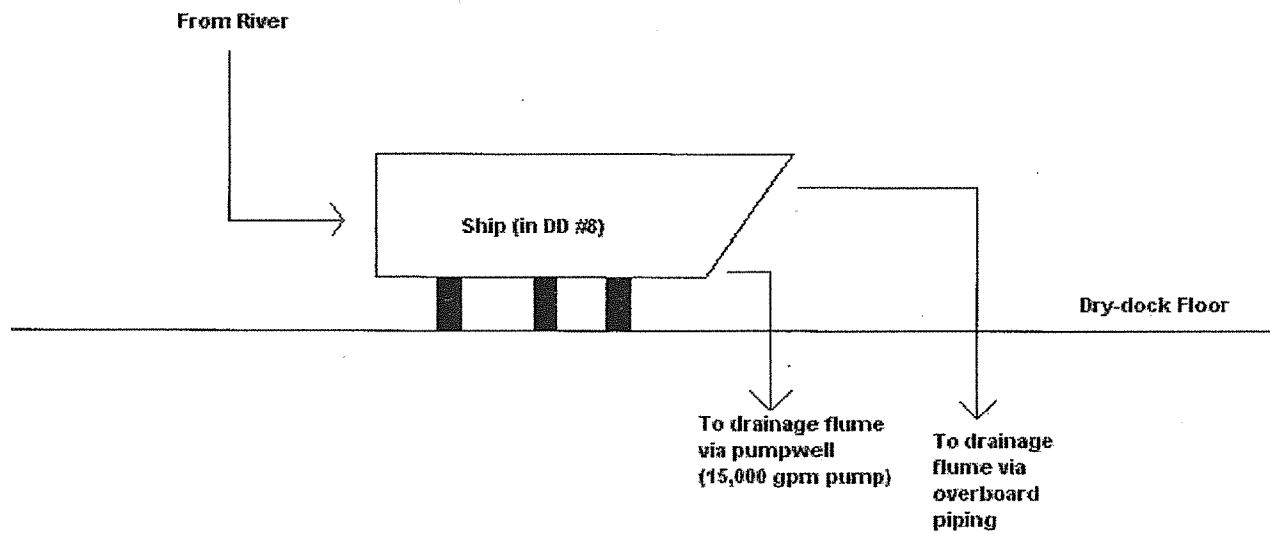 From River
Ship (in DD #8)
Dry-dock Floor
To drainage flume
via pumpwell
(15,000 gpm pump)
To drainage
flume via
overboard
piping